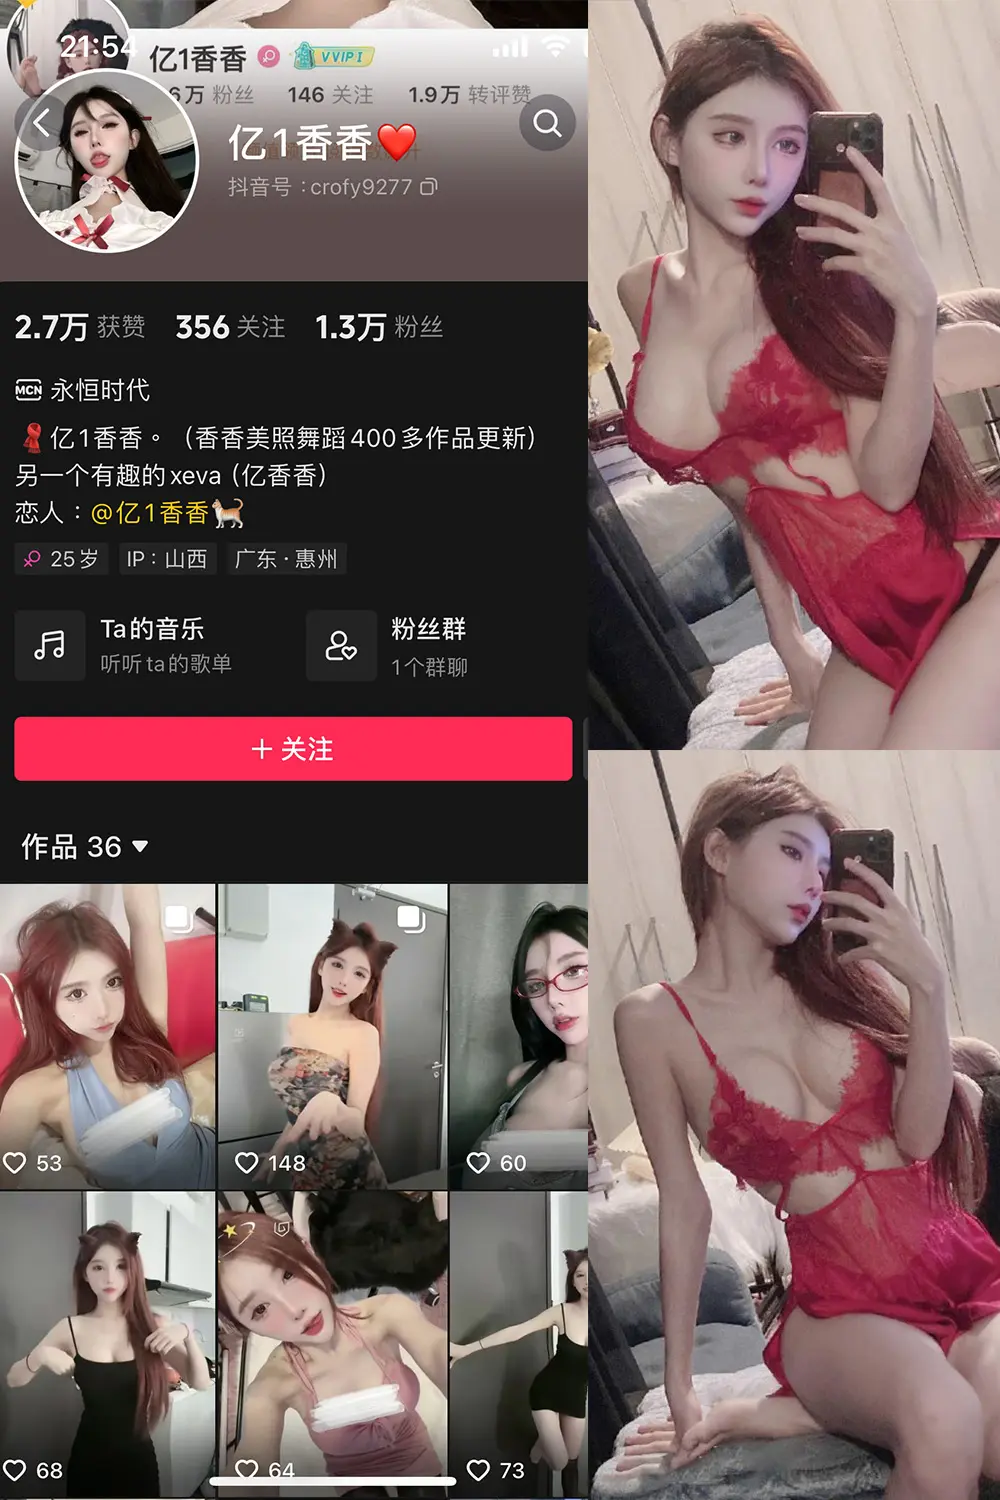 21:54
亿1香香
VVIP1
6万 粉丝 146 关注 1.9万 转评赞
亿1香香❤️
抖音号：crofy9277
2.7万 获赞 356 关注 1.3万 粉丝
MCN 永恒时代
🧣亿1香香。（香香美照舞蹈400多作品更新）
另一个有趣的xeva（亿香香）
恋人：@亿1香香🐈
25岁 IP：山西 广东·惠州
Ta的音乐
听听ta的歌单
粉丝群
1个群聊
＋关注
作品 36
53
148
60
68
64
73